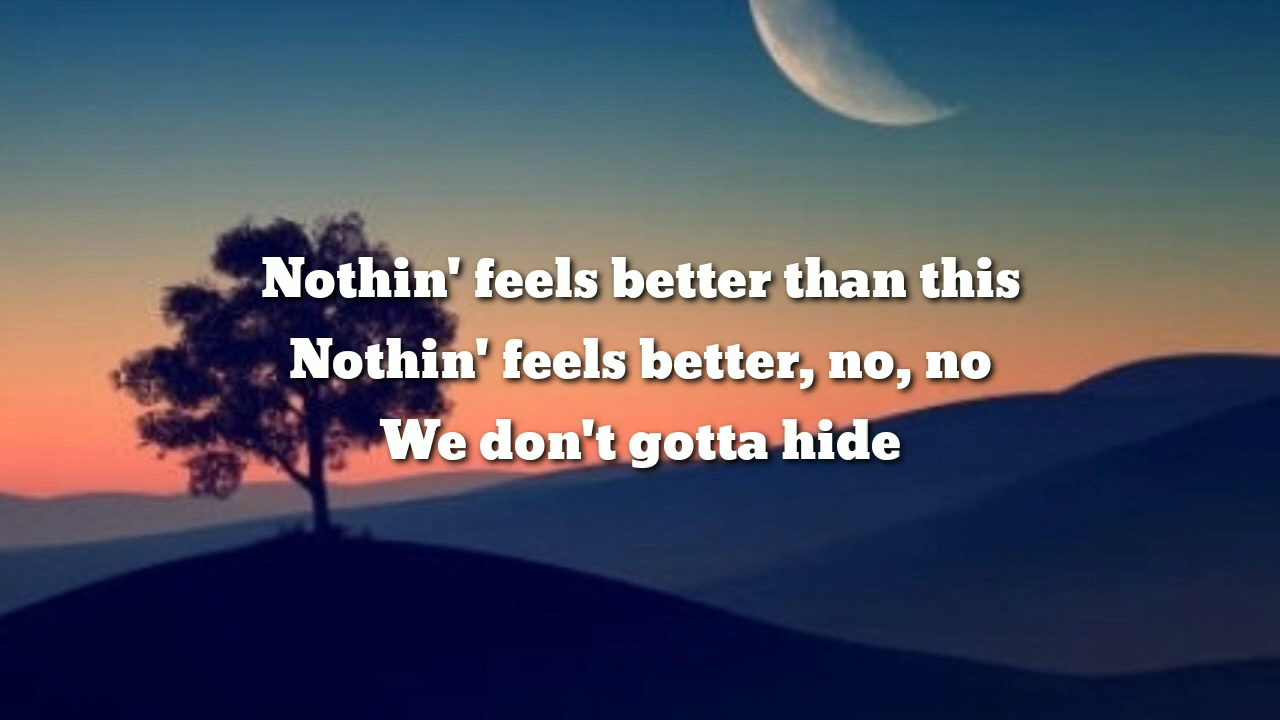 Nothin' feels better than this
Nothin' feels better, no, no
We don't gotta hide